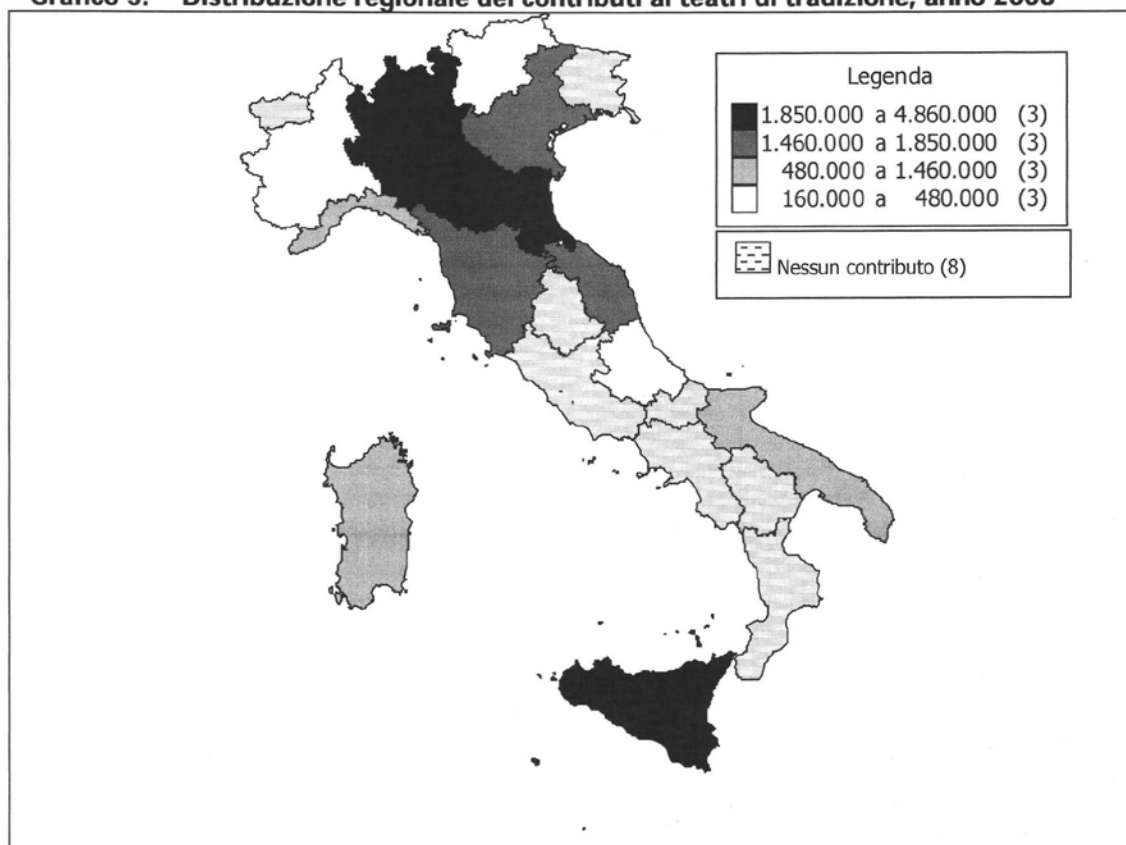 Grafico 3. Distribuzione regionale dei contributi ai teatri di tradizione, anno
Legenda
1.850.000 a 4.860.000 (3)
1.460.000 a 1.850.000 (3)
480.000 a 1.460.000 (3)
160.000 a 480.000 (3)
Nessun contributo (8)